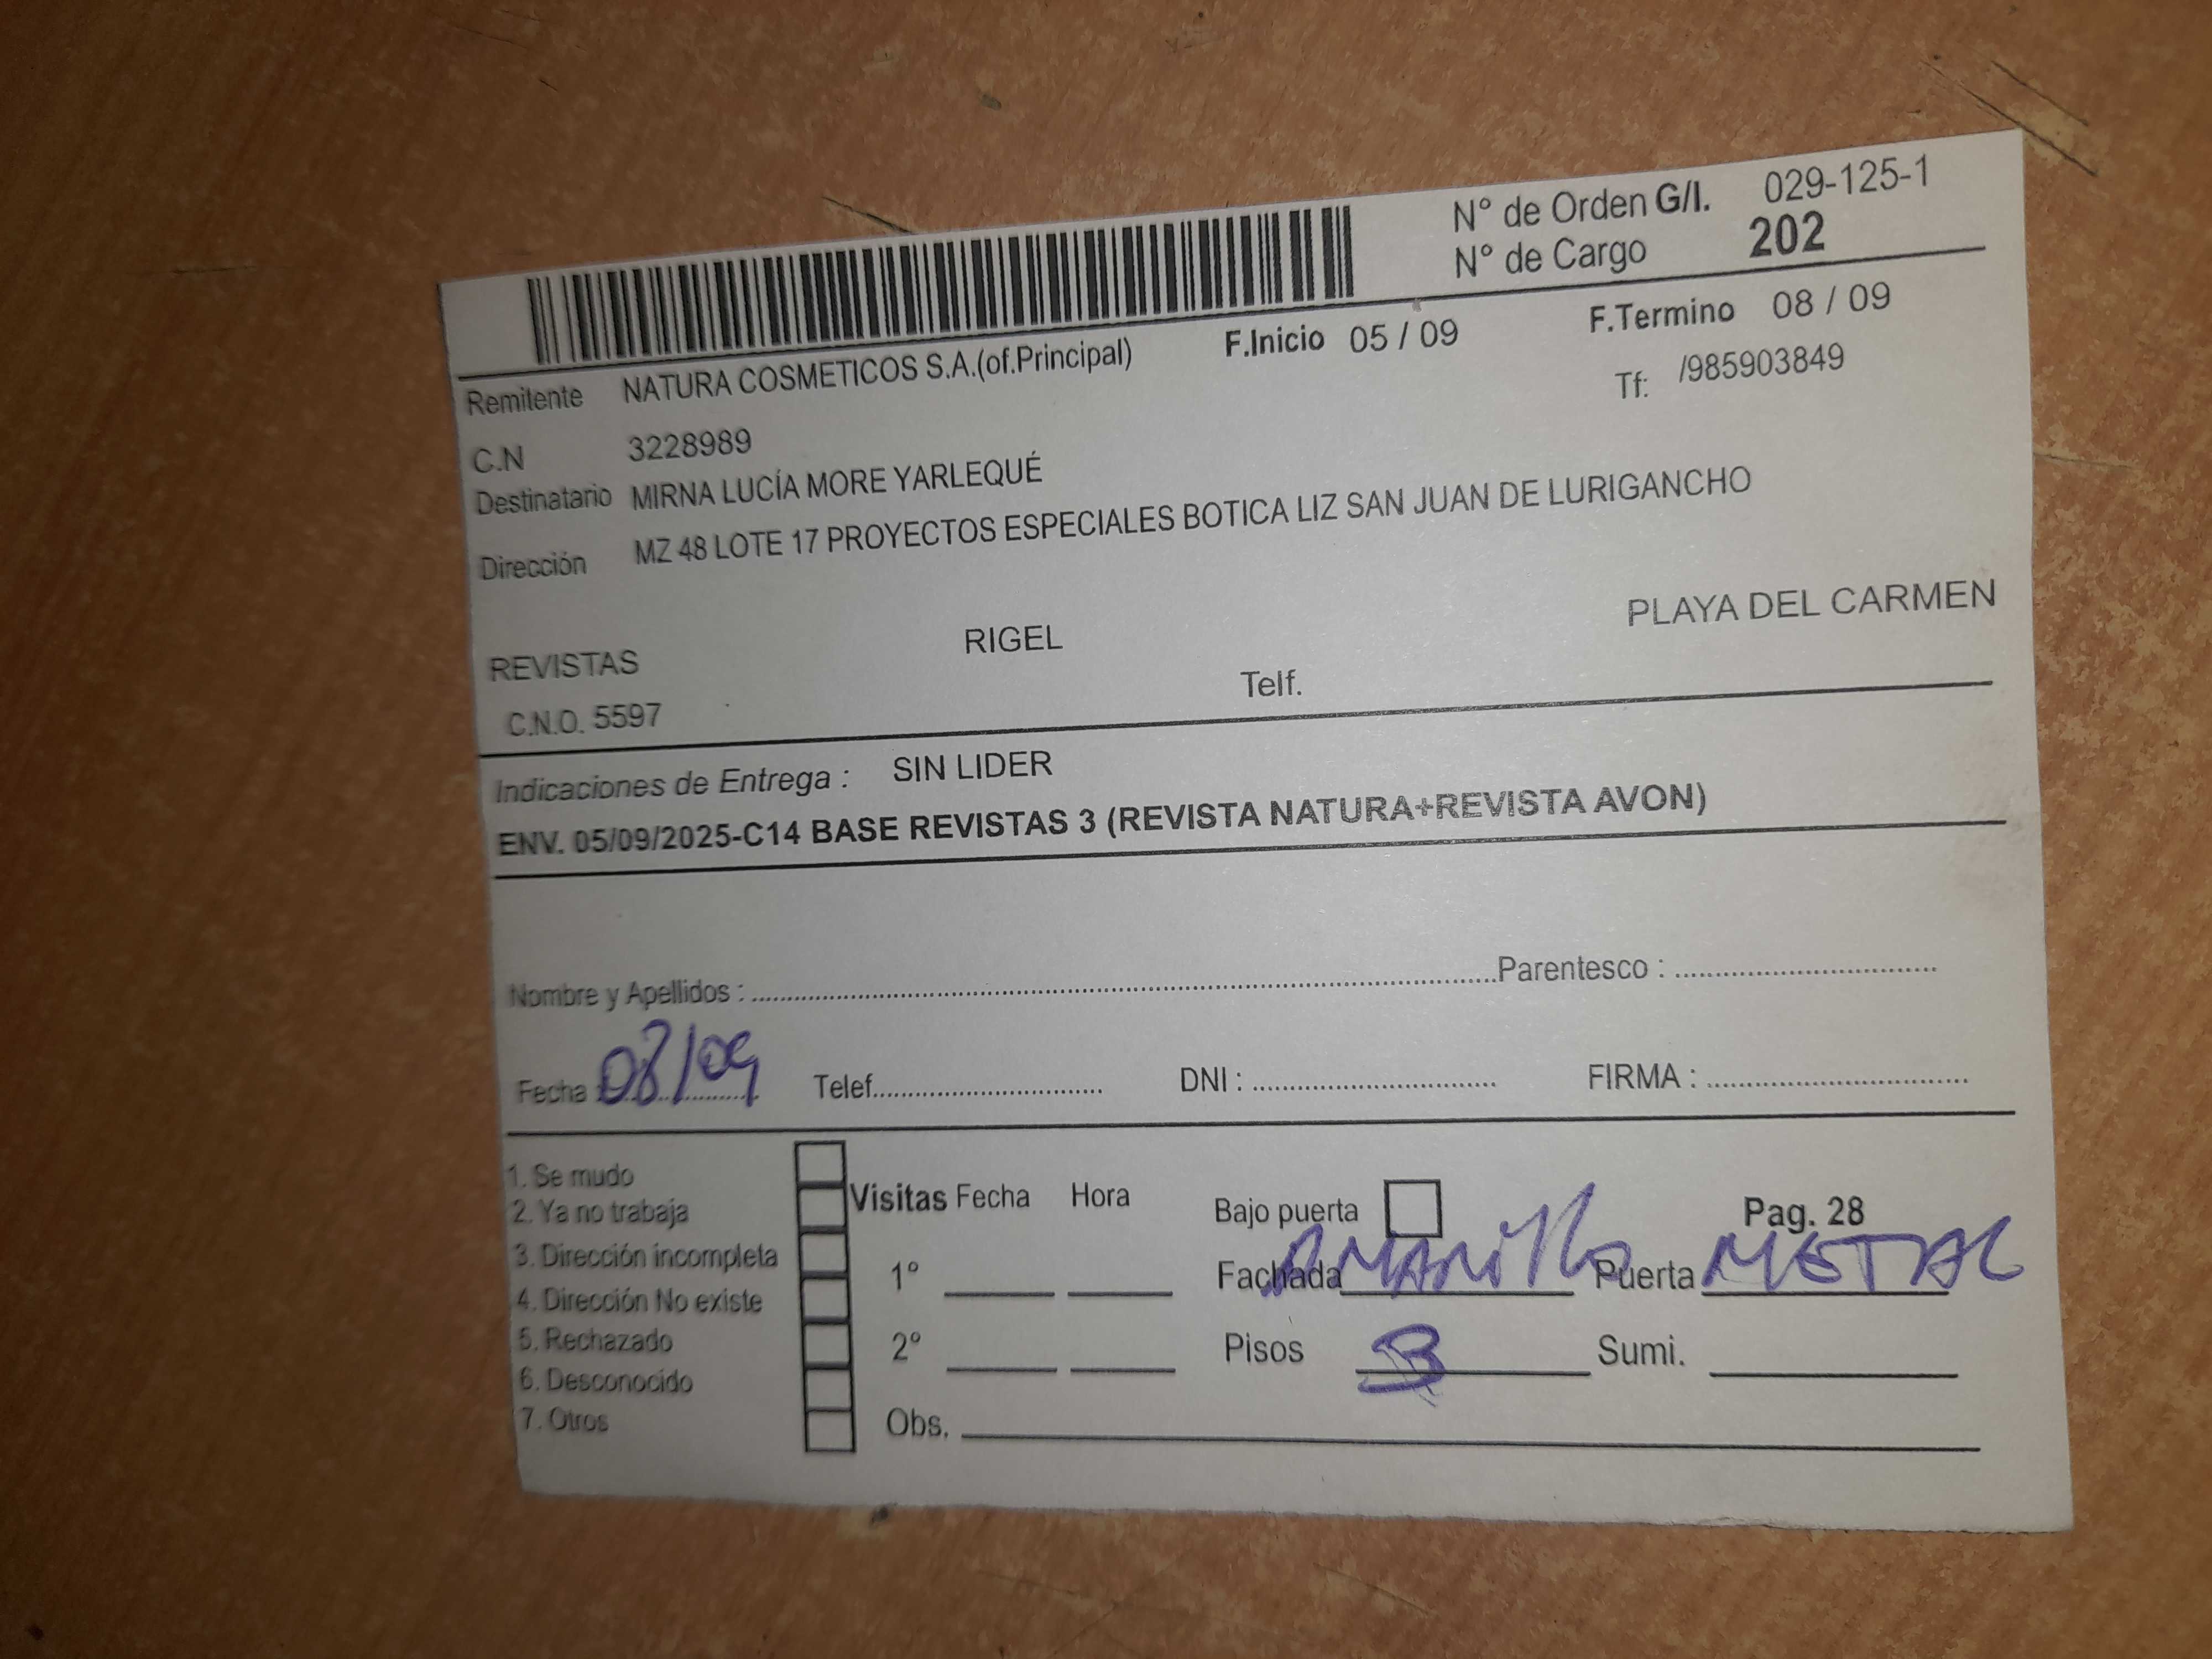 N° de Orden G/I. 029-125-1
N° de Cargo 202
F.Inicio 05 / 09 F.Termino 08 / 09
Remitente NATURA COSMETICOS S.A.(of.Principal) Tf: /985903849
C.N 3228989
Destinatario MIRNA LUCÍA MORE YARLEQUÉ
Dirección MZ 48 LOTE 17 PROYECTOS ESPECIALES BOTICA LIZ SAN JUAN DE LURIGANCHO
REVISTAS RIGEL PLAYA DEL CARMEN
C.N.O. 5597 Telf.
Indicaciones de Entrega : SIN LIDER
ENV. 05/09/2025-C14 BASE REVISTAS 3 (REVISTA NATURA+REVISTA AVON)
Nombre y Apellidos : Parentesco :
Fecha : 08/09 Telef. DNI : FIRMA :
1. Se mudo
2. Ya no trabaja Visitas Fecha Hora Bajo puerta Pag. 28
3. Dirección incompleta 1° Fachada AMARILLO Puerta METAL
4. Dirección No existe
5. Rechazado 2° Pisos 3 Sumi.
6. Desconocido
7. Otros Obs.